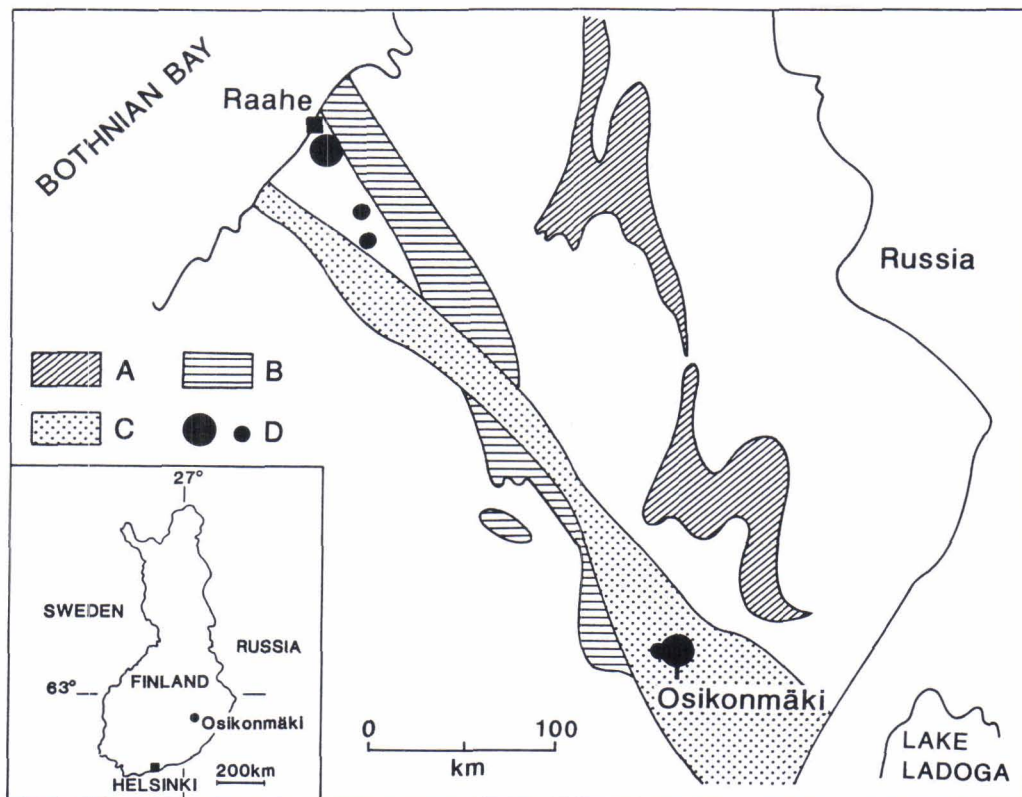 BOTHNIAN BAY
Raahe
Russia
A
B
C
D
Osikonmäki
0
100
km
LAKE
LADOGA
27°
SWEDEN
RUSSIA
FINLAND
63°
Osikonmäki
HELSINKI
200km